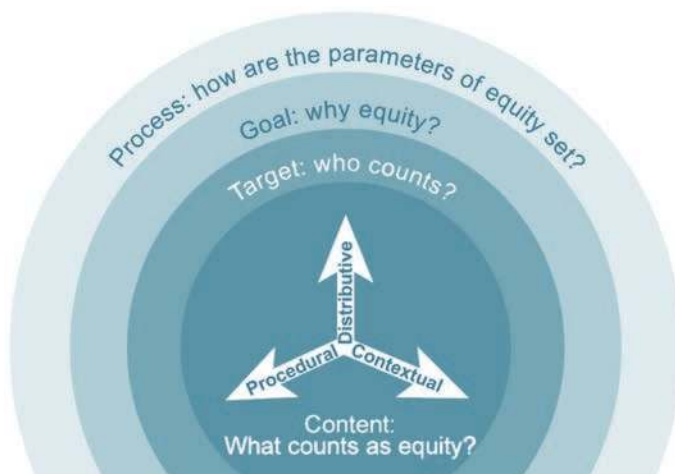 Process: how are the parameters of equity set?
Goal: why equity?
Target: who counts?
Distributive
Procedural
Contextual
Content:
What counts as equity?